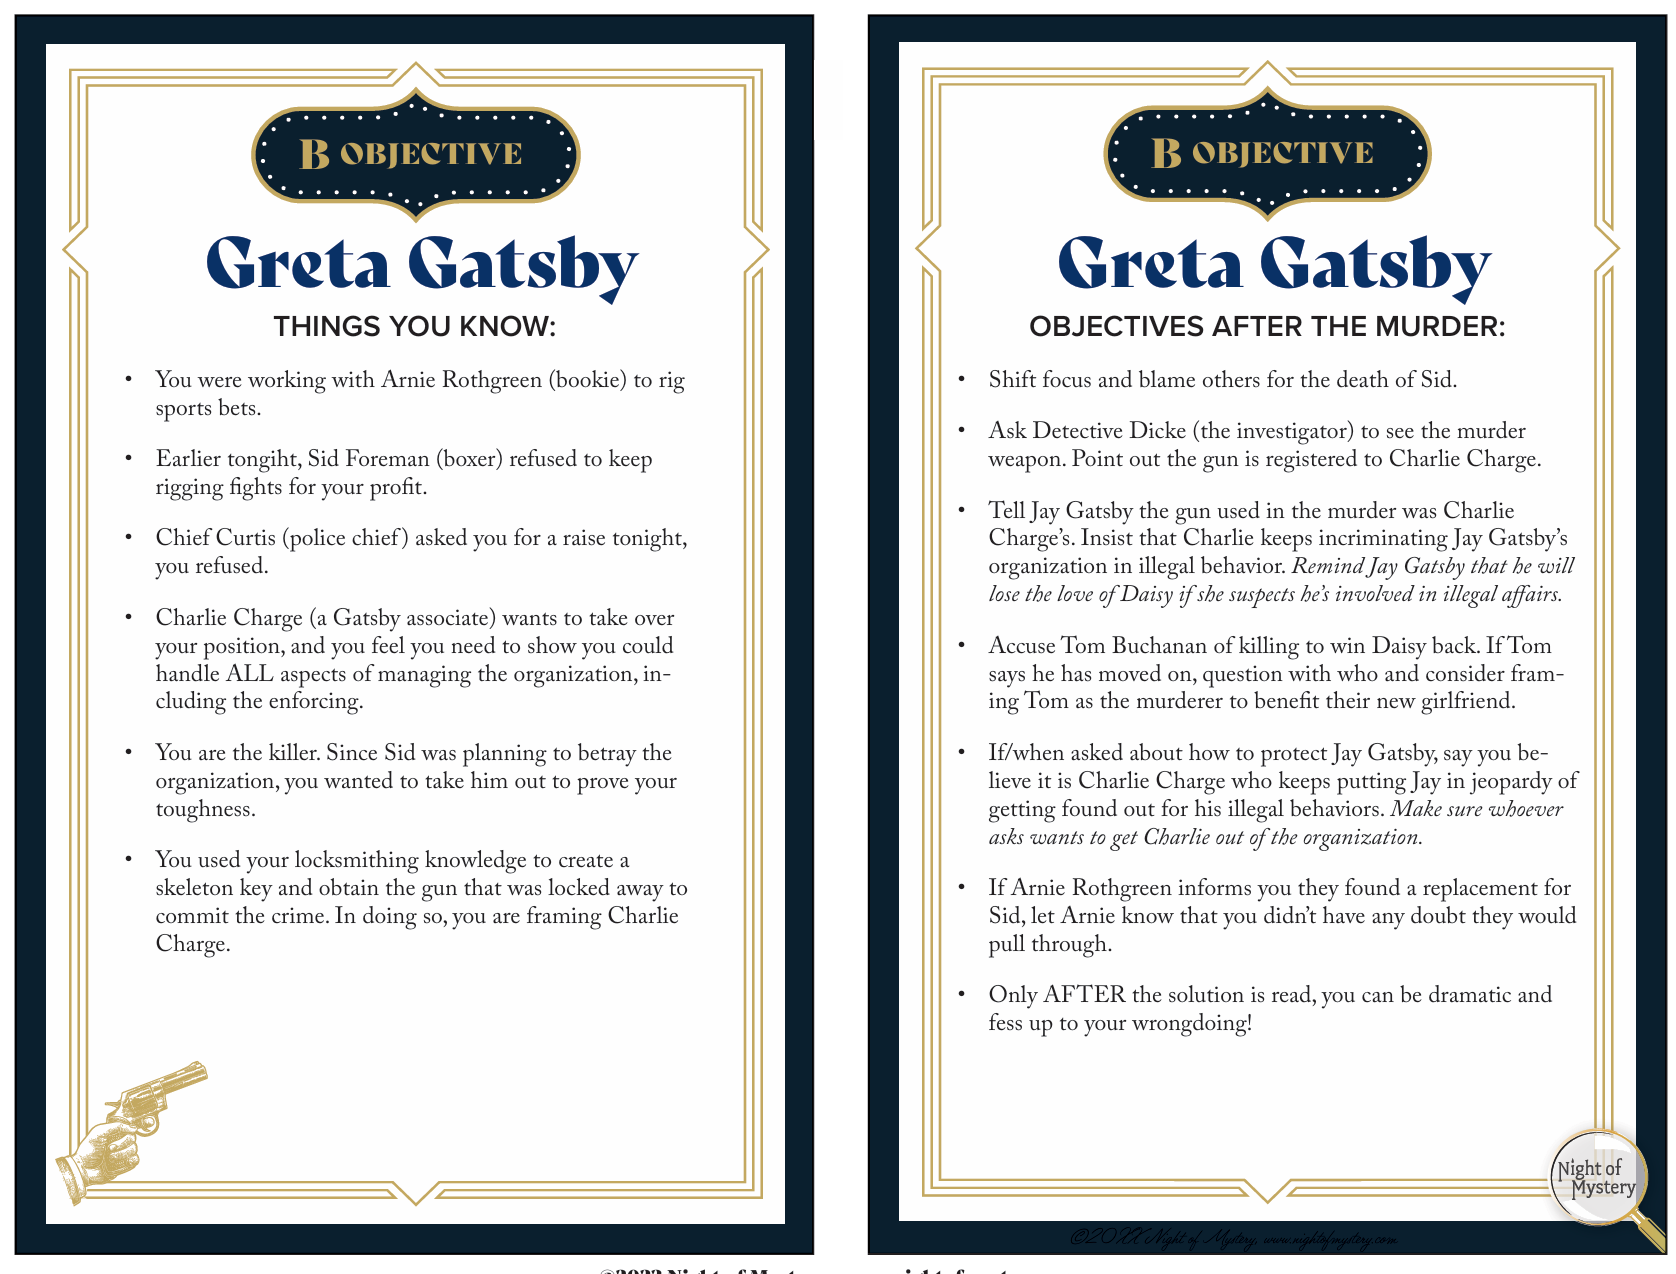 B OBJECTIVE
Greta Gatsby
THINGS YOU KNOW:
• You were working with Arnie Rothgreen (bookie) to rig
sports bets.
• Earlier tongiht, Sid Foreman (boxer) refused to keep
rigging fights for your profit.
• Chief Curtis (police chief) asked you for a raise tonight,
you refused.
• Charlie Charge (a Gatsby associate) wants to take over
your position, and you feel you need to show you could
handle ALL aspects of managing the organization, in-
cluding the enforcing.
• You are the killer. Since Sid was planning to betray the
organization, you wanted to take him out to prove your
toughness.
• You used your locksmithing knowledge to create a
skeleton key and obtain the gun that was locked away to
commit the crime. In doing so, you are framing Charlie
Charge.
B OBJECTIVE
Greta Gatsby
OBJECTIVES AFTER THE MURDER:
• Shift focus and blame others for the death of Sid.
• Ask Detective Dicke (the investigator) to see the murder
weapon. Point out the gun is registered to Charlie Charge.
• Tell Jay Gatsby the gun used in the murder was Charlie
Charge's. Insist that Charlie keeps incriminating Jay Gatsby's
organization in illegal behavior. Remind Jay Gatsby that he will
lose the love of Daisy if she suspects he's involved in illegal affairs.
• Accuse Tom Buchanan of killing to win Daisy back. If Tom
says he has moved on, question with who and consider fram-
ing Tom as the murderer to benefit their new girlfriend.
• If/when asked about how to protect Jay Gatsby, say you be-
lieve it is Charlie Charge who keeps putting Jay in jeopardy of
getting found out for his illegal behaviors. Make sure whoever
asks wants to get Charlie out of the organization.
• If Arnie Rothgreen informs you they found a replacement for
Sid, let Arnie know that you didn't have any doubt they would
pull through.
• Only AFTER the solution is read, you can be dramatic and
fess up to your wrongdoing!
Night of
Mystery
©20XX Night of Mystery, www.nightofmystery.com